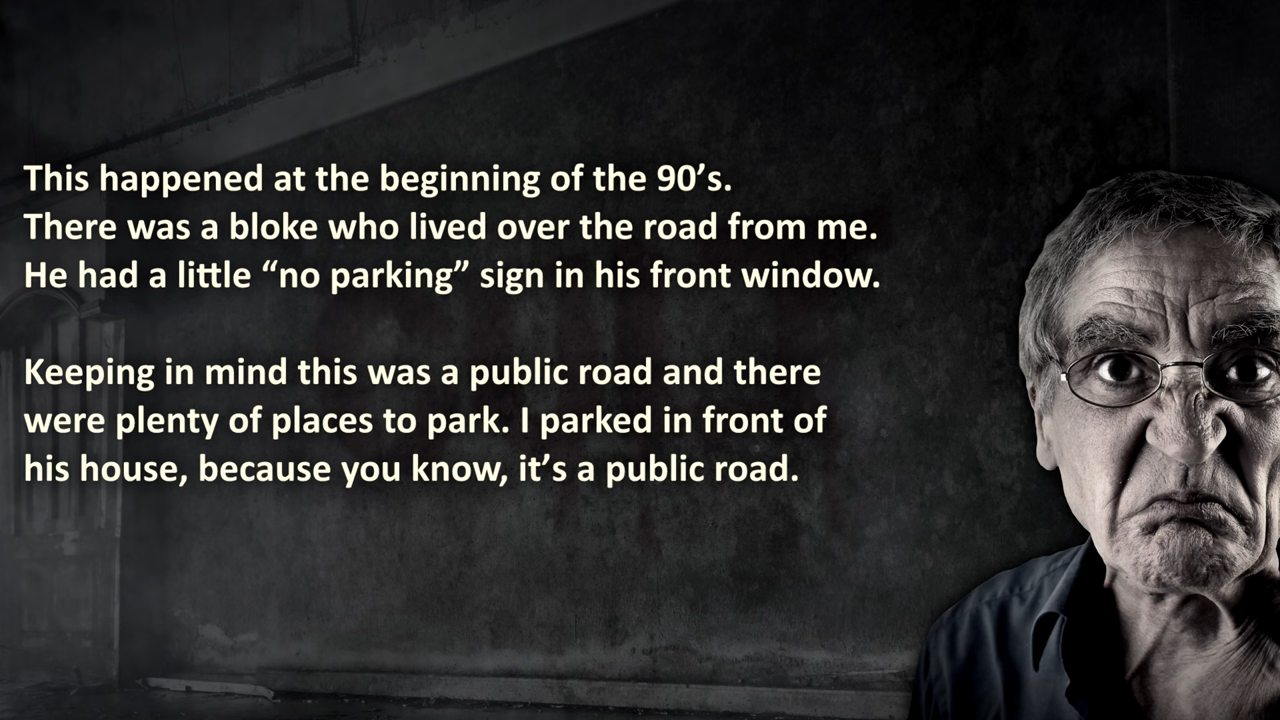 This happened at the beginning of the 90’s.
There was a bloke who lived over the road from me.
He had a little “no parking” sign in his front window.
Keeping in mind this was a public road and there
were plenty of places to park. I parked in front of
his house, because you know, it’s a public road.